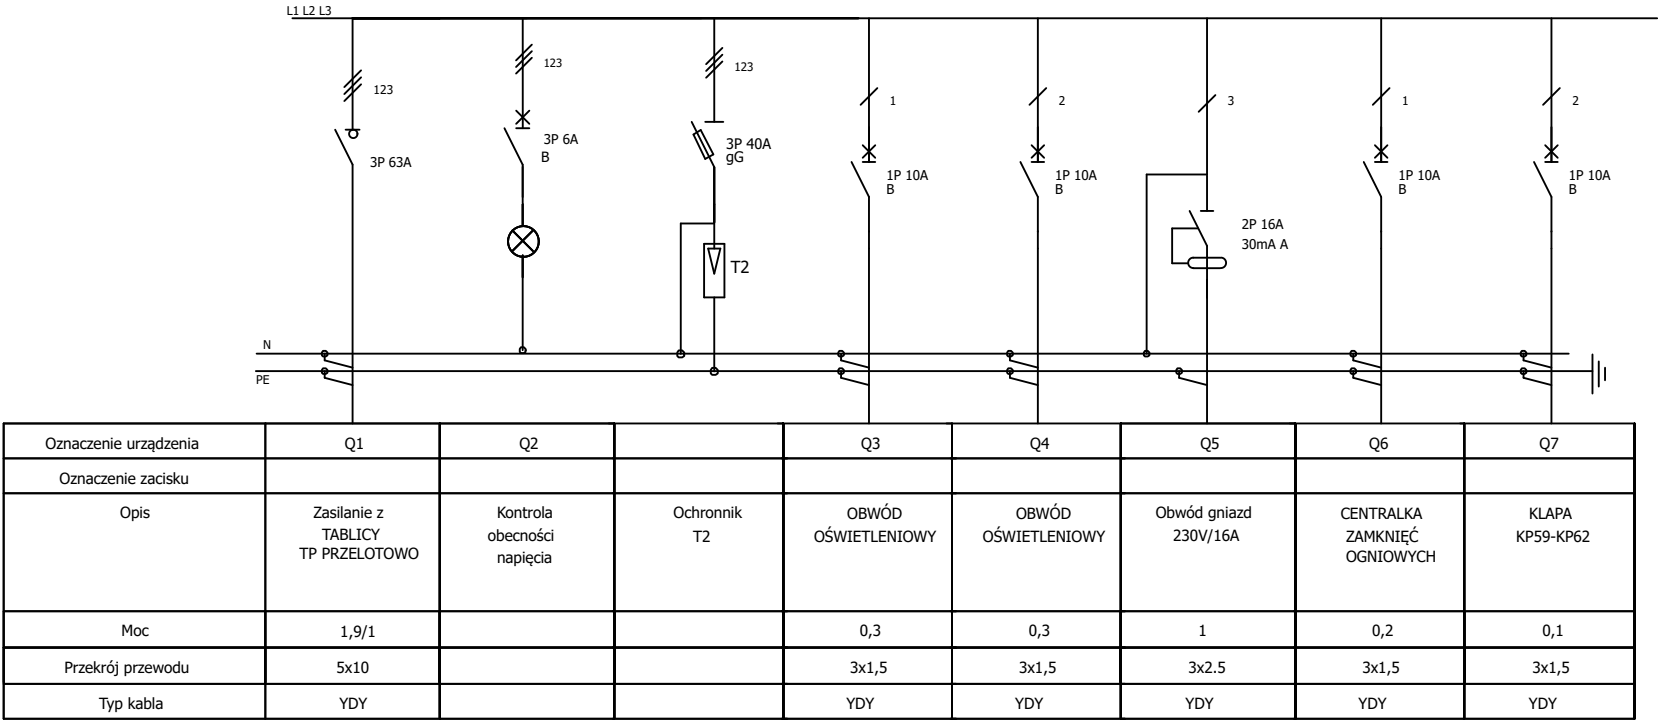 L1 L2 L3
123
3P 63A
123
3P 6A
B
123
3P 40A
gG
T2
1
1P 10A
B
2
1P 10A
B
3
2P 16A
30mA A
1
1P 10A
B
2
1P 10A
B
N
PE
Oznaczenie urządzenia Q1 Q2 Q3 Q4 Q5 Q6 Q7
Oznaczenie zacisku
Opis
Zasilanie z
TABLICY
TP PRZELOTOWO
Kontrola
obecności
napięcia
Ochronnik
T2
OBWÓD
OŚWIETLENIOWY
OBWÓD
OŚWIETLENIOWY
Obwód gniazd
230V/16A
CENTRALKA
ZAMKNIĘĆ
OGNIOWYCH
KLAPA
KP59-KP62
Moc 1,9/1 0,3 0,3 1 0,2 0,1
Przekrój przewodu 5x10 3x1,5 3x1,5 3x2.5 3x1,5 3x1,5
Typ kabla YDY YDY YDY YDY YDY YDY